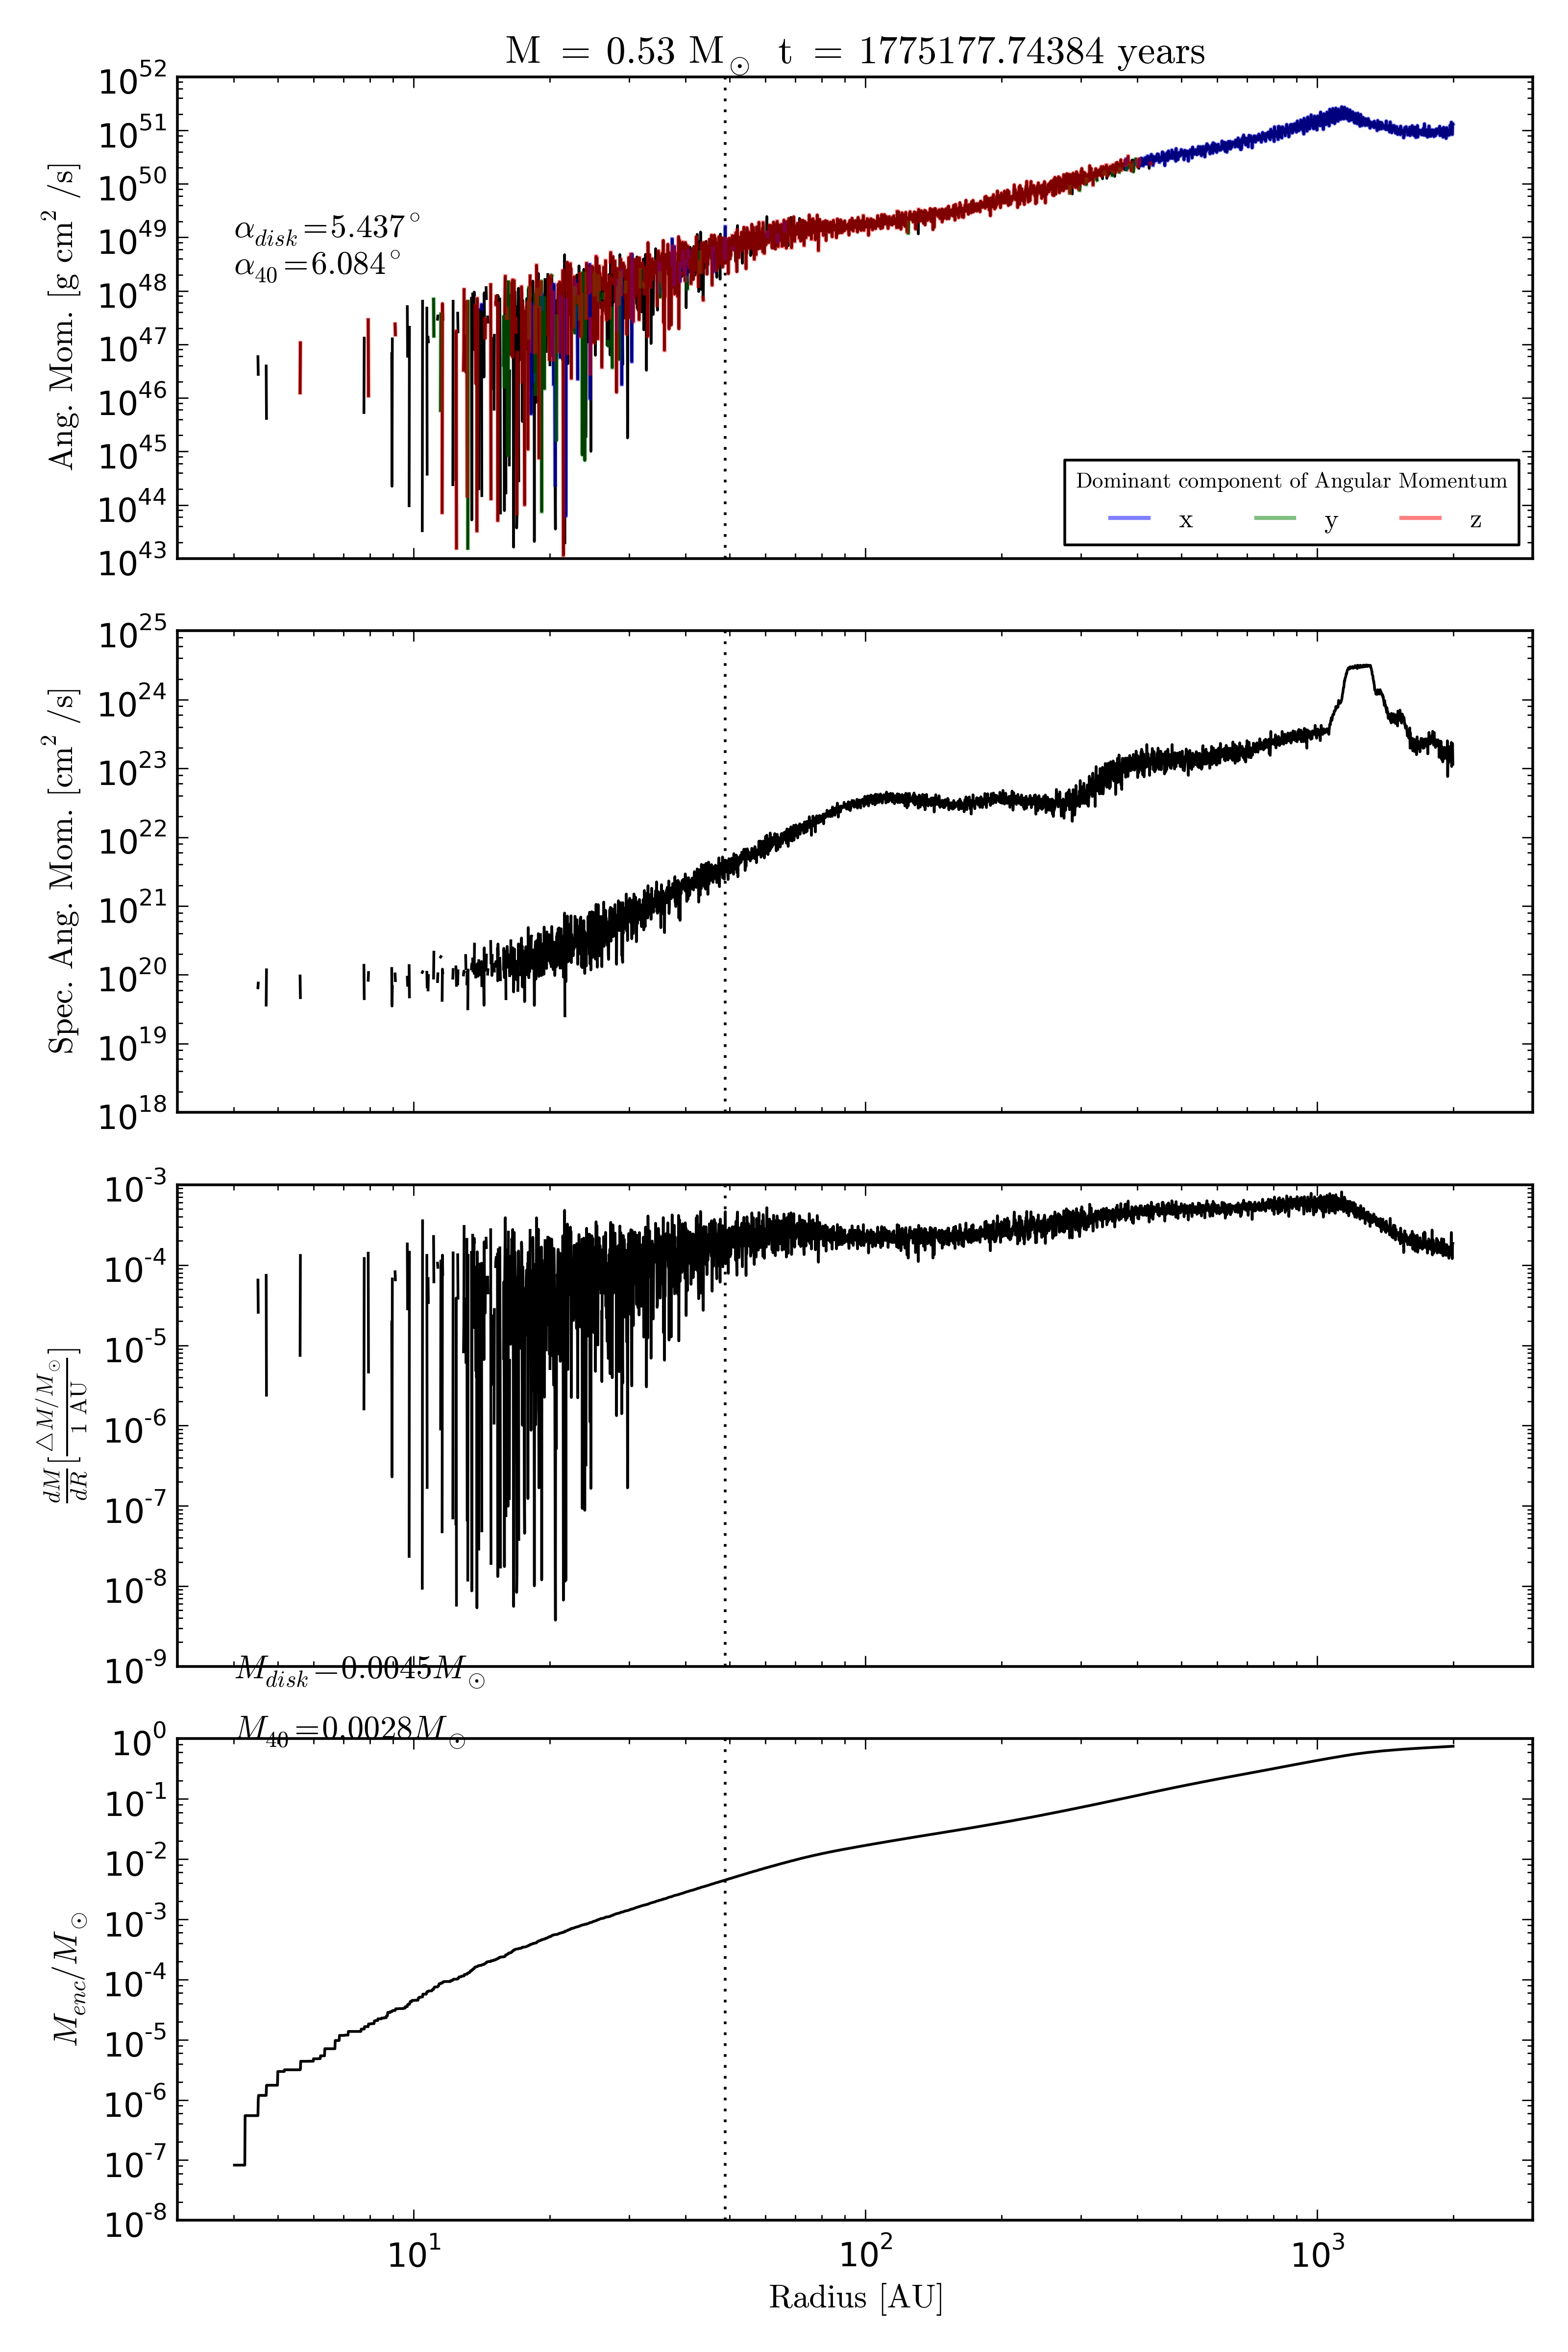 M = 0.53 M⊙ t = 1775177.74384 years
10^52
10^51
10^50
10^49
10^48
10^47
10^46
10^45
10^44
10^43
Ang. Mom. [g cm^2 /s]
α_disk=5.437°
α_40=6.084°
Dominant component of Angular Momentum
x y z
10^25
10^24
10^23
10^22
10^21
10^20
10^19
10^18
Spec. Ang. Mom. [cm^2 /s]
10^-3
10^-4
10^-5
10^-6
10^-7
10^-8
10^-9
dM/dR [△M/M⊙ / 1 AU]
M_disk=0.0045M⊙
M_40=0.0028M⊙
10^0
10^-1
10^-2
10^-3
10^-4
10^-5
10^-6
10^-7
10^-8
M_enc/M⊙
10^1 10^2 10^3
Radius [AU]